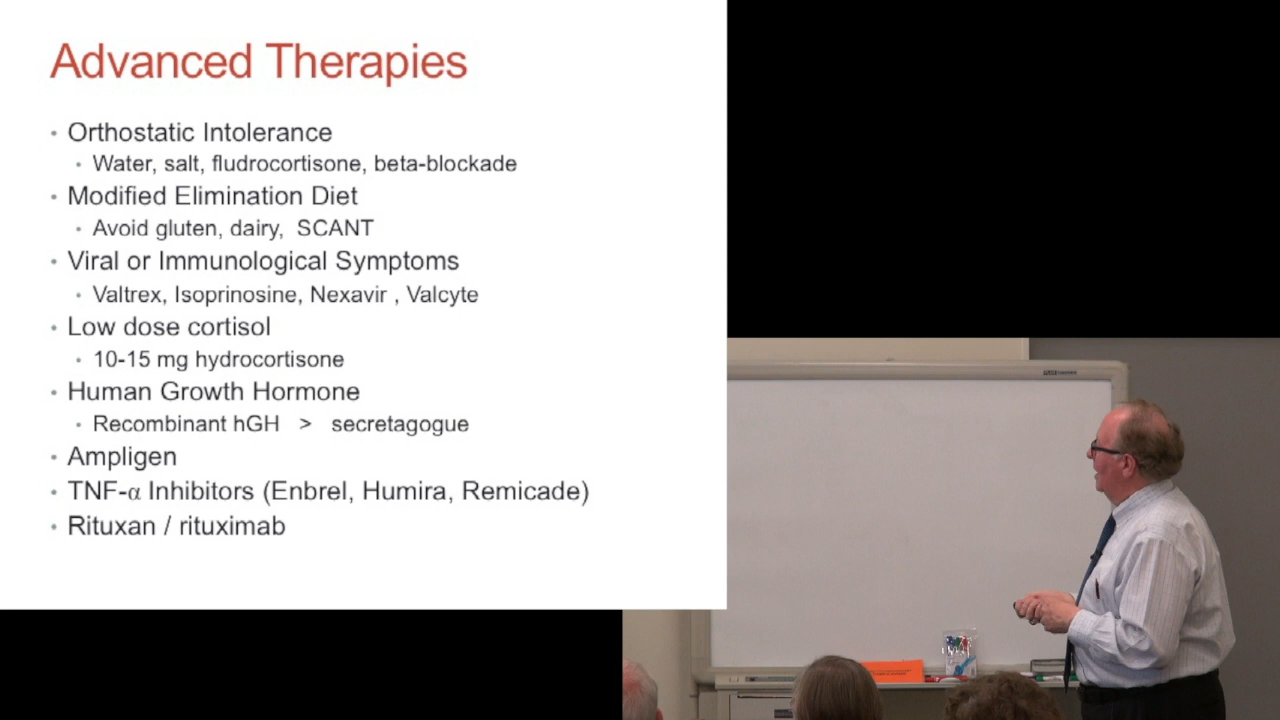 Advanced Therapies
• Orthostatic Intolerance
• Water, salt, fludrocortisone, beta-blockade
• Modified Elimination Diet
• Avoid gluten, dairy, SCANT
• Viral or Immunological Symptoms
• Valtrex, Isoprinosine, Nexavir , Valcyte
• Low dose cortisol
• 10-15 mg hydrocortisone
• Human Growth Hormone
• Recombinant hGH > secretagogue
• Ampligen
• TNF-α Inhibitors (Enbrel, Humira, Remicade)
• Rituxan / rituximab